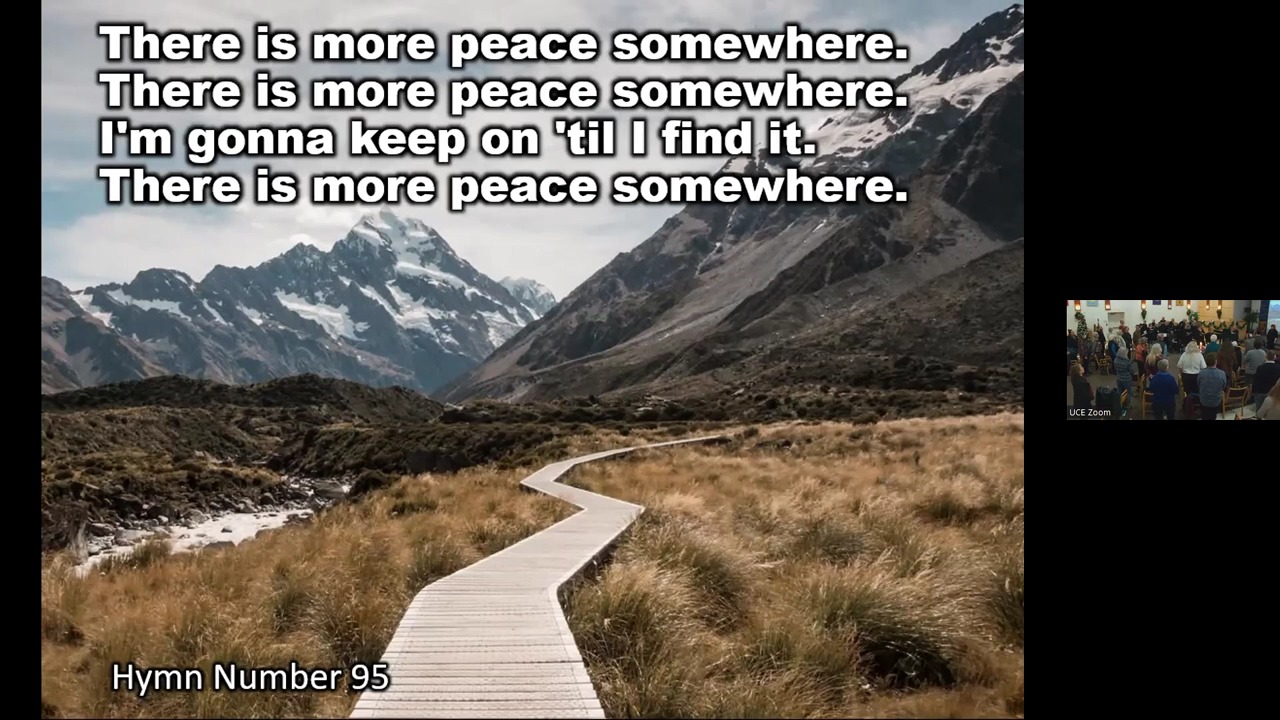 There is more peace somewhere.
There is more peace somewhere.
I'm gonna keep on 'til I find it.
There is more peace somewhere.
Hymn Number 95
UCE Zoom